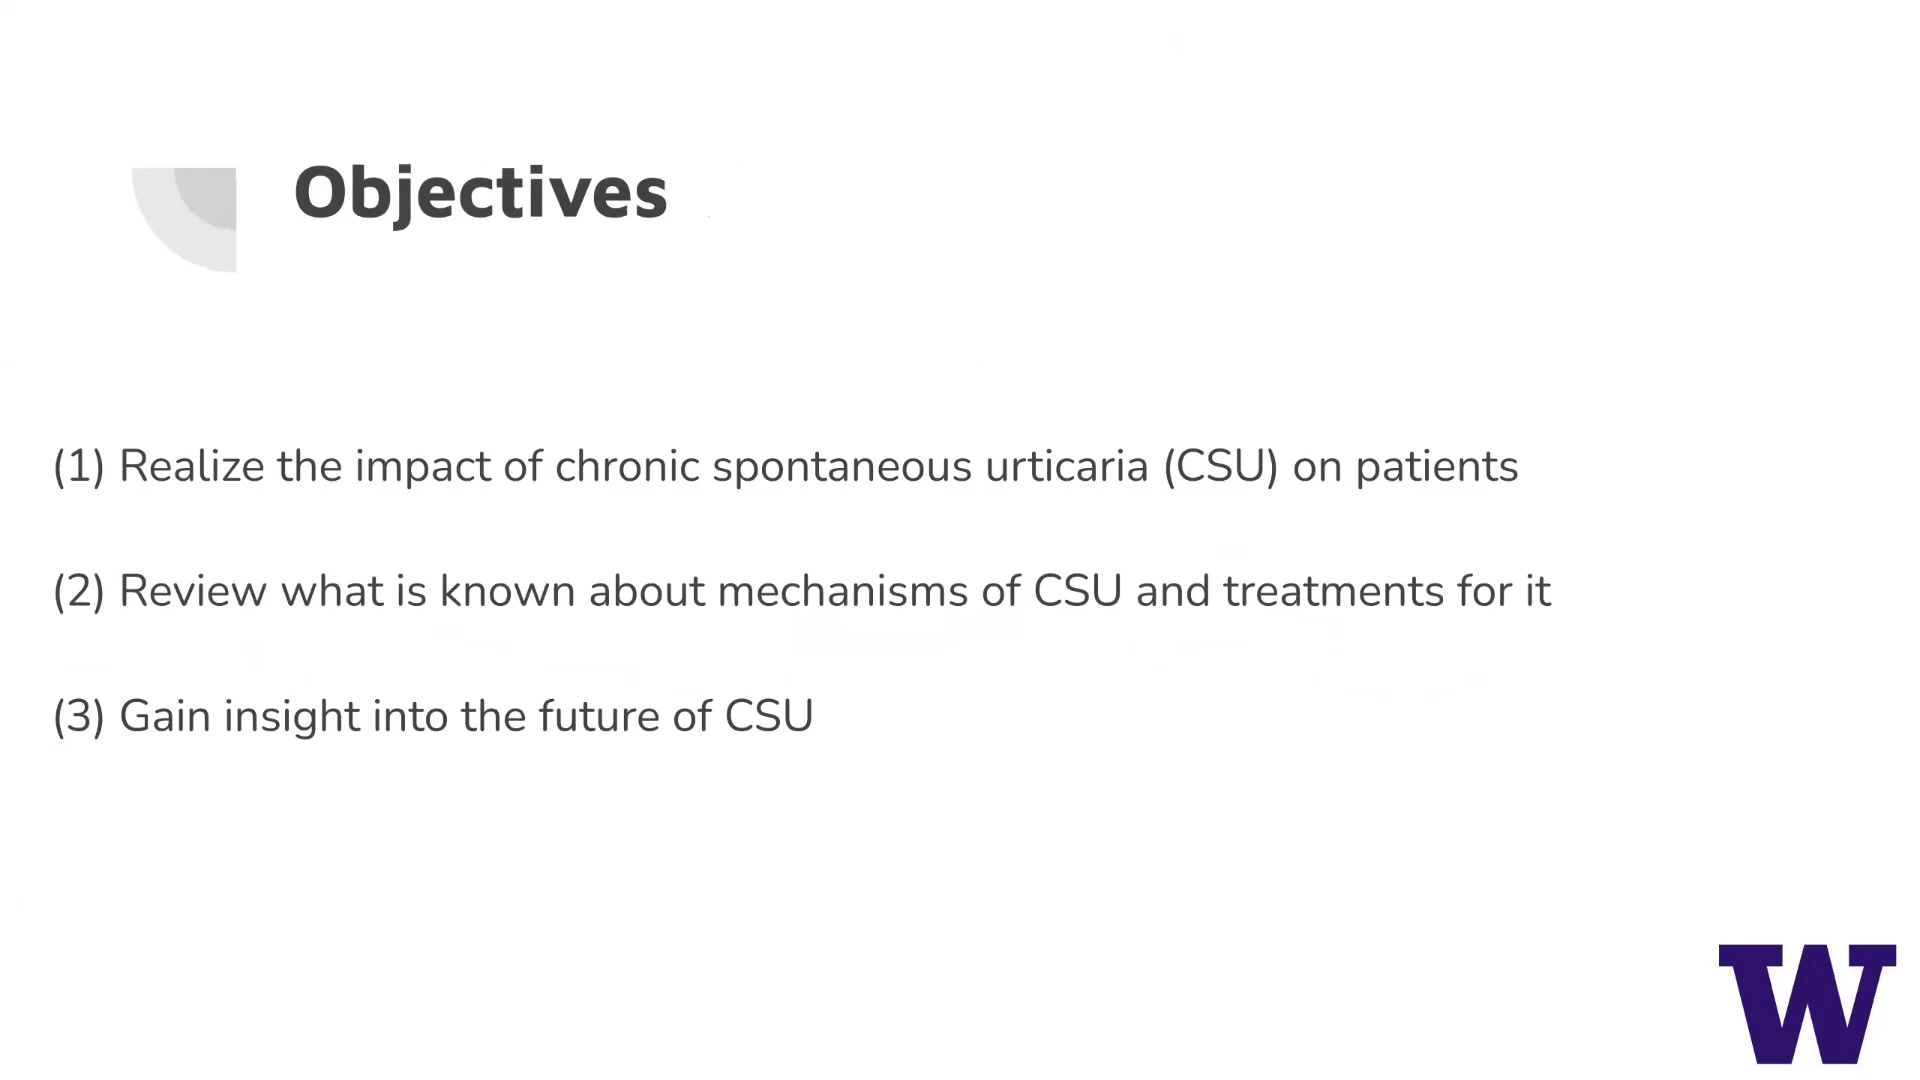 Objectives
(1) Realize the impact of chronic spontaneous urticaria (CSU) on patients
(2) Review what is known about mechanisms of CSU and treatments for it
(3) Gain insight into the future of CSU
W